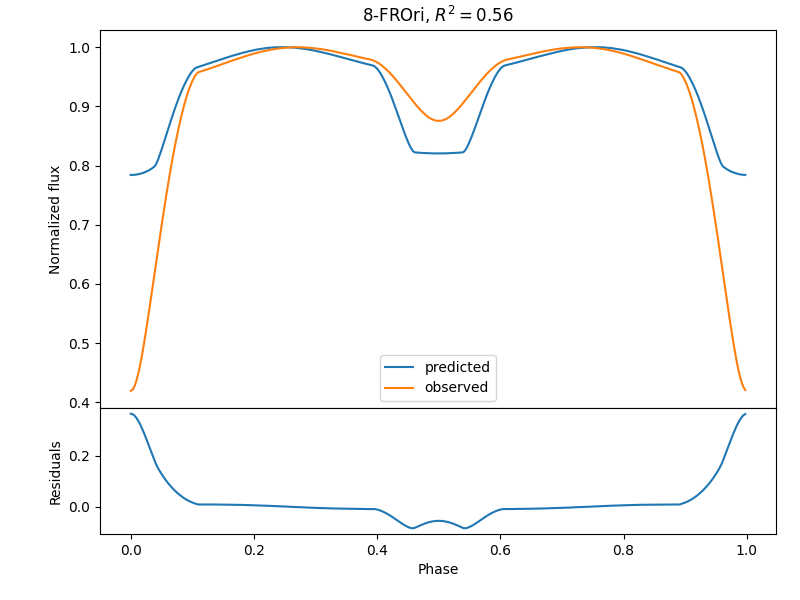 8-FROri, R² = 0.56
1.0
0.9
0.8
0.7
0.6
0.5
0.4
Normalized flux
predicted
observed
0.2
0.0
Residuals
0.0 0.2 0.4 0.6 0.8 1.0
Phase